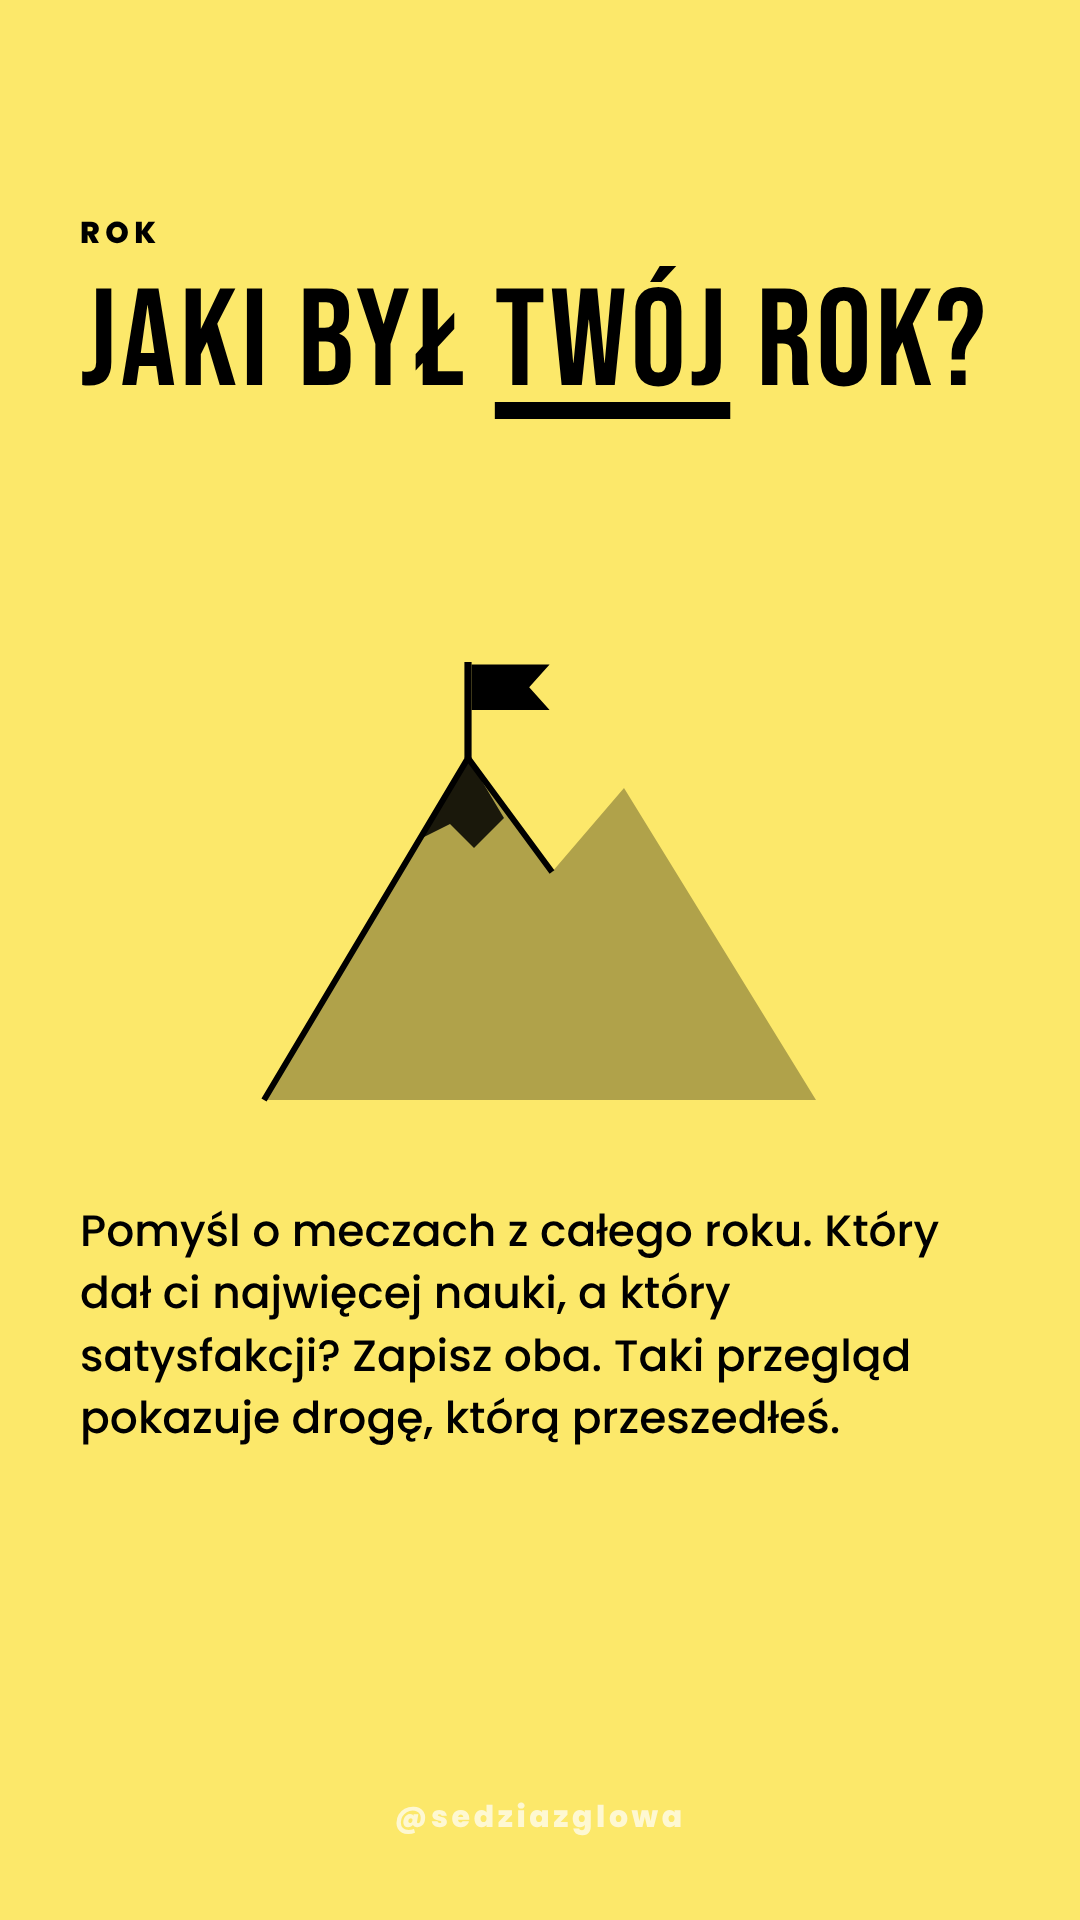 ROK
JAKI BYŁ TWÓJ ROK?
Pomyśl o meczach z całego roku. Który
dał ci najwięcej nauki, a który
satysfakcji? Zapisz oba. Taki przegląd
pokazuje drogę, którą przeszedłeś.
@sedziazglowa